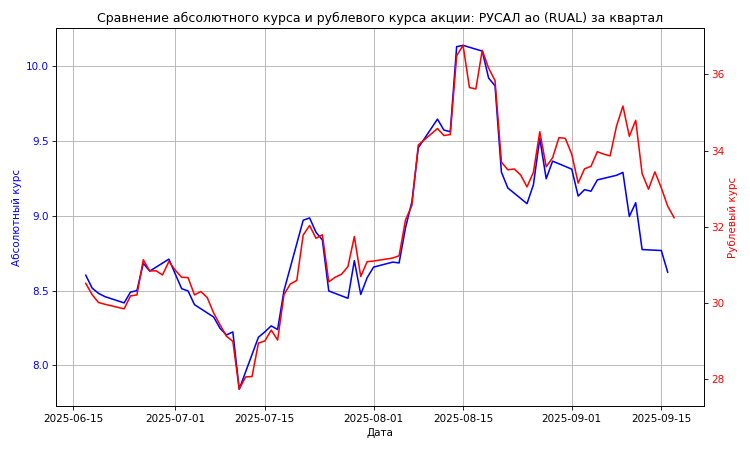 Сравнение абсолютного курса и рублевого курса акции: РУСАЛ ао (RUAL) за квартал
10.0
9.5
9.0
8.5
8.0
Абсолютный курс
36
34
32
30
28
Рублевый курс
2025-06-15 2025-07-01 2025-07-15 2025-08-01 2025-08-15 2025-09-01 2025-09-15
Дата